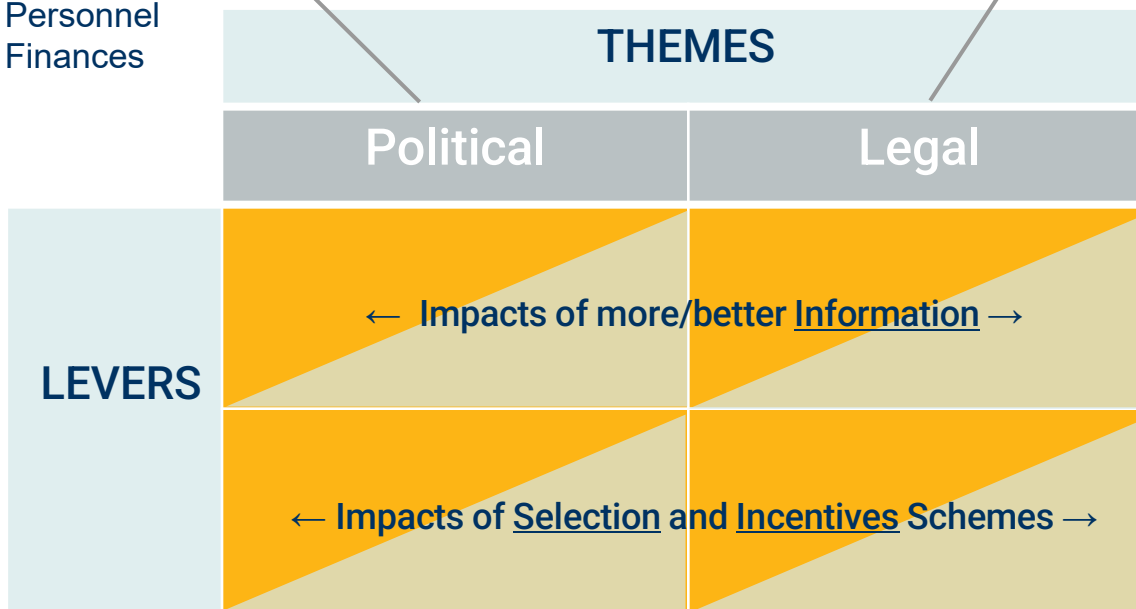 Personnel
Finances
THEMES
Political
Legal
LEVERS
← Impacts of more/better Information →
← Impacts of Selection and Incentives Schemes →